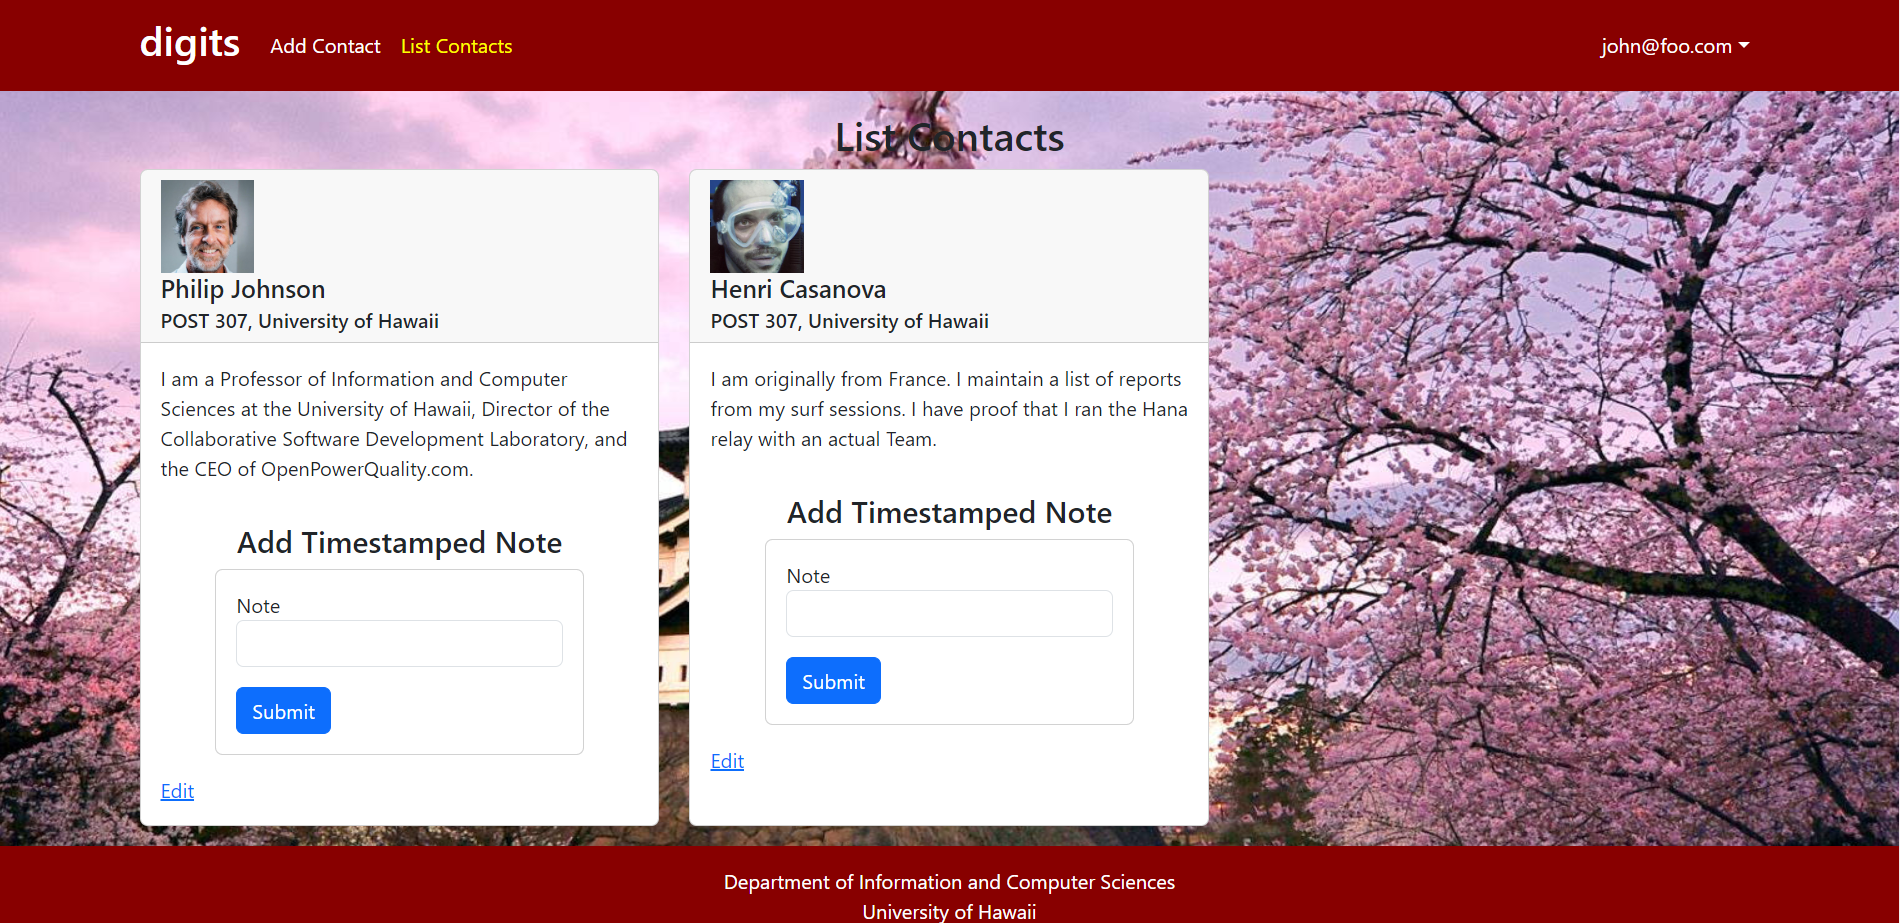 digits
Add Contact
List Contacts
john@foo.com
List Contacts
Philip Johnson
POST 307, University of Hawaii
I am a Professor of Information and Computer
Sciences at the University of Hawaii, Director of the
Collaborative Software Development Laboratory, and
the CEO of OpenPowerQuality.com.
Add Timestamped Note
Note
Submit
Edit
Henri Casanova
POST 307, University of Hawaii
I am originally from France. I maintain a list of reports
from my surf sessions. I have proof that I ran the Hana
relay with an actual Team.
Add Timestamped Note
Note
Submit
Edit
Department of Information and Computer Sciences
University of Hawaii